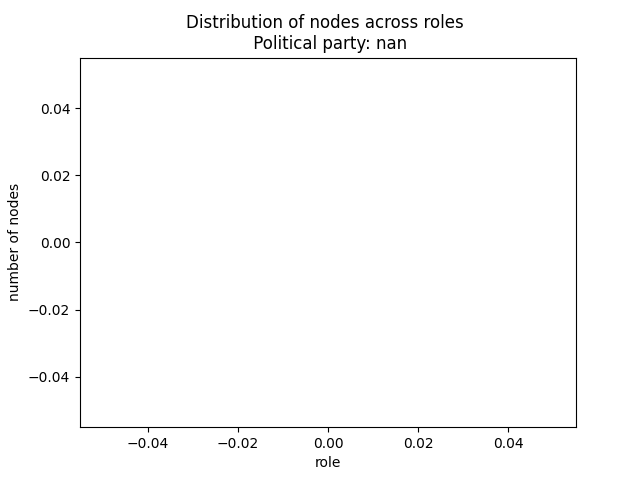 Distribution of nodes across roles
Political party: nan
0.04
0.02
0.00
−0.02
−0.04
number of nodes
−0.04
−0.02
0.00
0.02
0.04
role